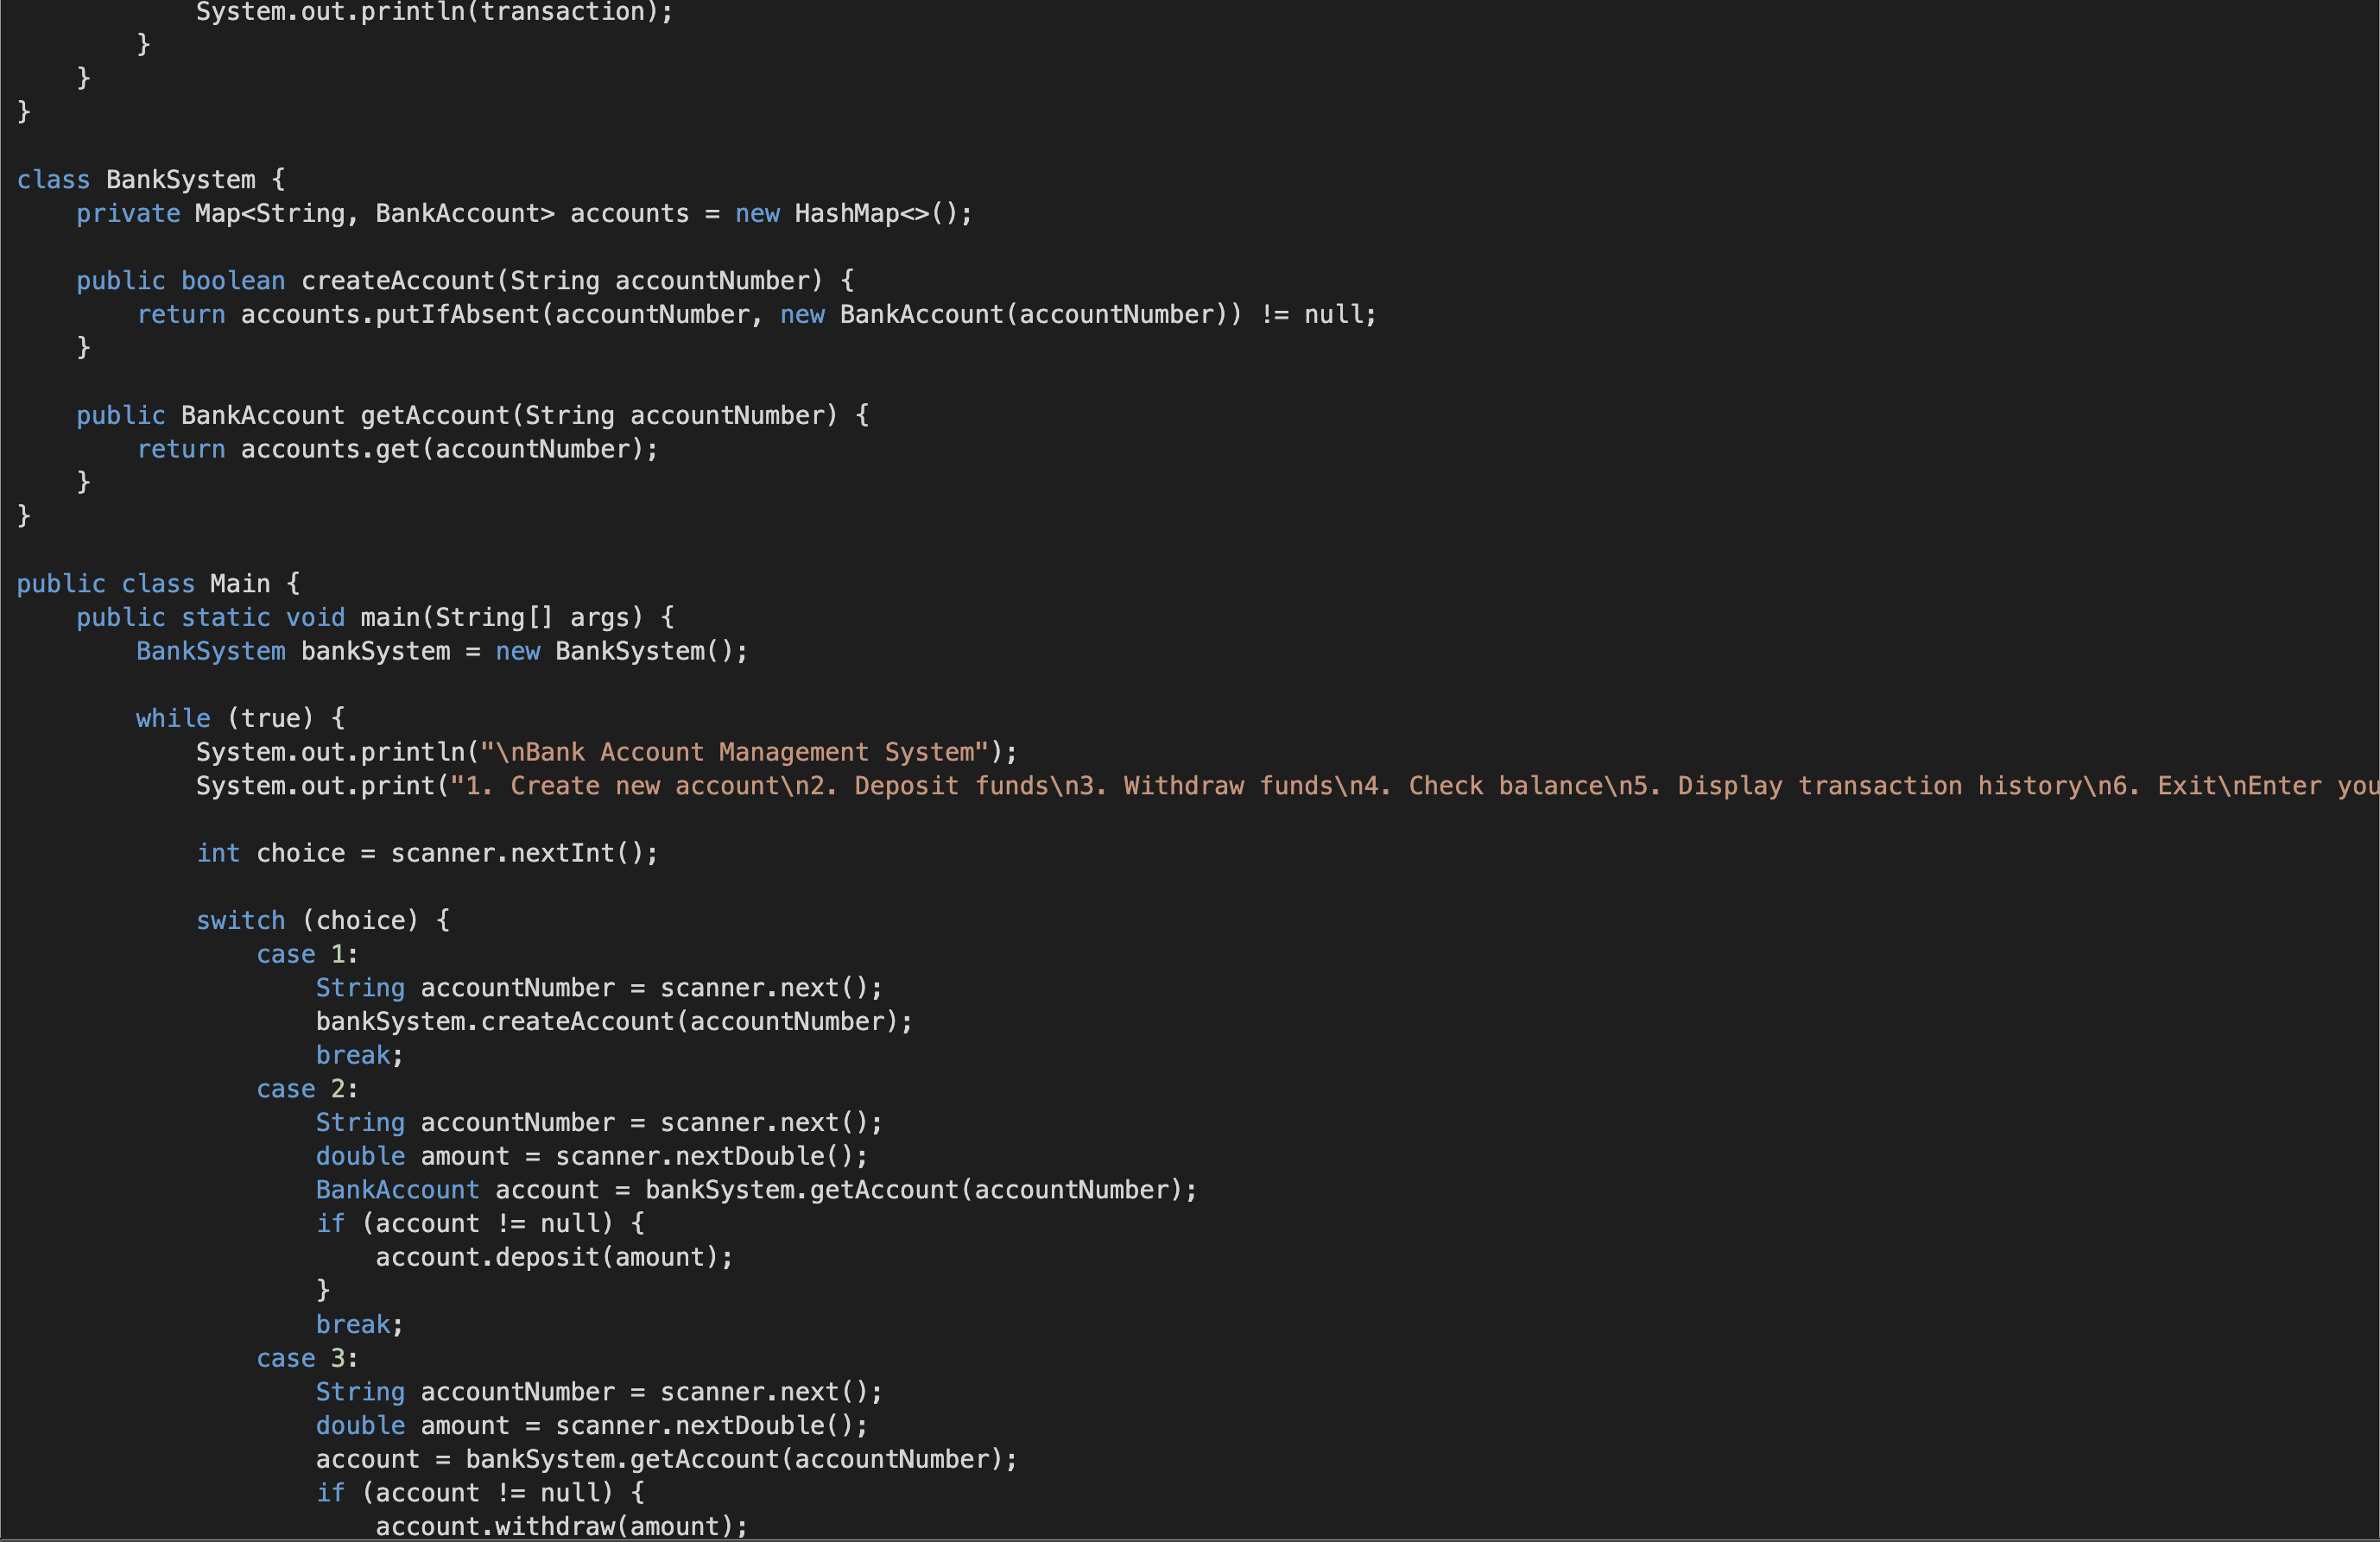 System.out.println(transaction);
        }
    }
}

class BankSystem {
    private Map<String, BankAccount> accounts = new HashMap<>();

    public boolean createAccount(String accountNumber) {
        return accounts.putIfAbsent(accountNumber, new BankAccount(accountNumber)) != null;
    }

    public BankAccount getAccount(String accountNumber) {
        return accounts.get(accountNumber);
    }
}

public class Main {
    public static void main(String[] args) {
        BankSystem bankSystem = new BankSystem();

        while (true) {
            System.out.println("\nBank Account Management System");
            System.out.print("1. Create new account\n2. Deposit funds\n3. Withdraw funds\n4. Check balance\n5. Display transaction history\n6. Exit\nEnter you

            int choice = scanner.nextInt();

            switch (choice) {
                case 1:
                    String accountNumber = scanner.next();
                    bankSystem.createAccount(accountNumber);
                    break;
                case 2:
                    String accountNumber = scanner.next();
                    double amount = scanner.nextDouble();
                    BankAccount account = bankSystem.getAccount(accountNumber);
                    if (account != null) {
                        account.deposit(amount);
                    }
                    break;
                case 3:
                    String accountNumber = scanner.next();
                    double amount = scanner.nextDouble();
                    account = bankSystem.getAccount(accountNumber);
                    if (account != null) {
                        account.withdraw(amount);